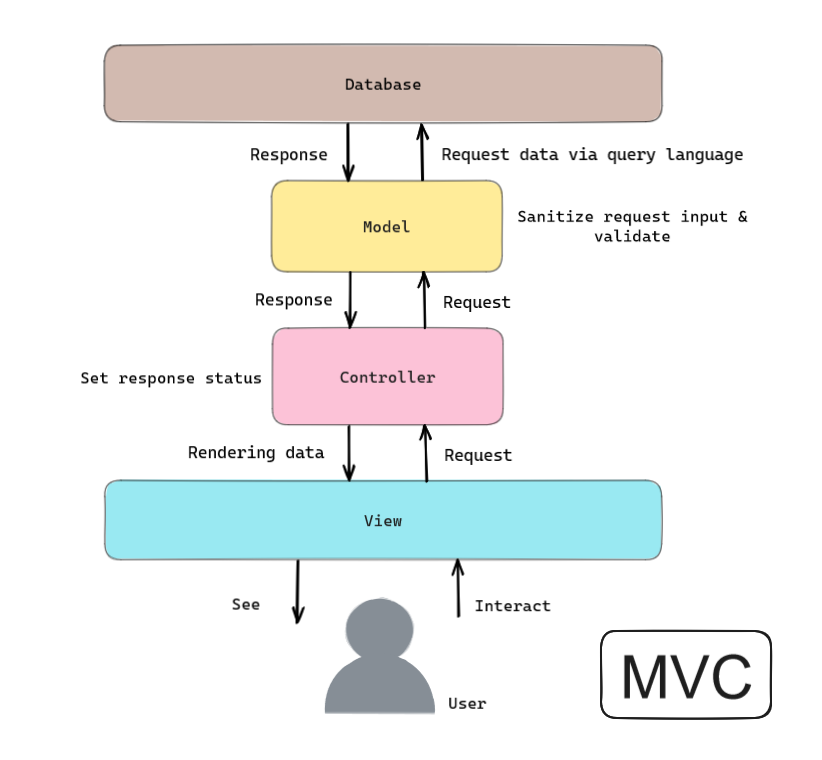 Database
Response
Request data via query language
Model
Sanitize request input &
validate
Response
Request
Set response status
Controller
Rendering data
Request
View
See
Interact
User
MVC